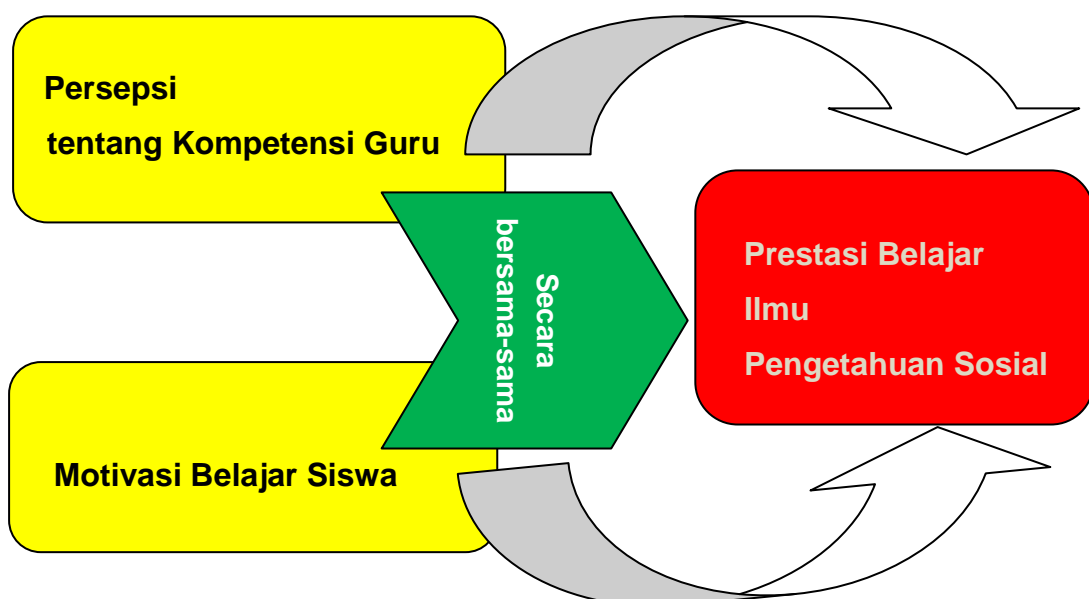 Persepsi
tentang Kompetensi Guru
Secara
bersama-sama
Prestasi Belajar
Ilmu
Pengetahuan Sosial
Motivasi Belajar Siswa